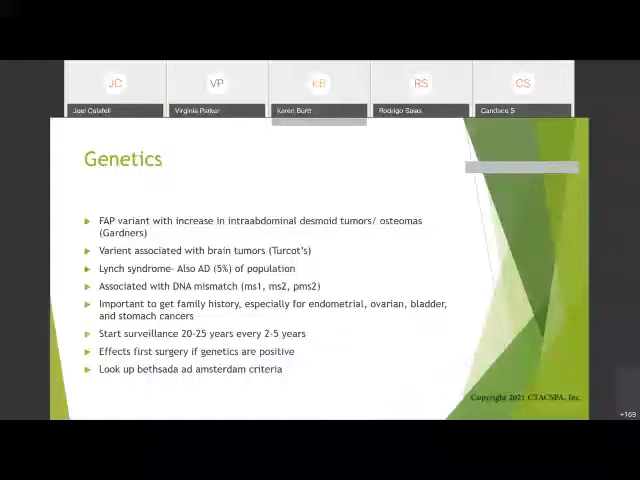 JC
VP
KB
RS
CS
Joel Calafell
Virginia Parker
Karen Burtt
Rodrigo Salas
Candace S
Genetics
FAP variant with increase in intraabdominal desmoid tumors/ osteomas
(Gardners)
Varient associated with brain tumors (Turcot's)
Lynch syndrome- Also AD (5%) of population
Associated with DNA mismatch (ms1, ms2, pms2)
Important to get family history, especially for endometrial, ovarian, bladder,
and stomach cancers
Start surveillance 20-25 years every 2-5 years
Effects first surgery if genetics are positive
Look up bethsada ad amsterdam criteria
Copyright 2021 CTACSPA, Inc.
+169